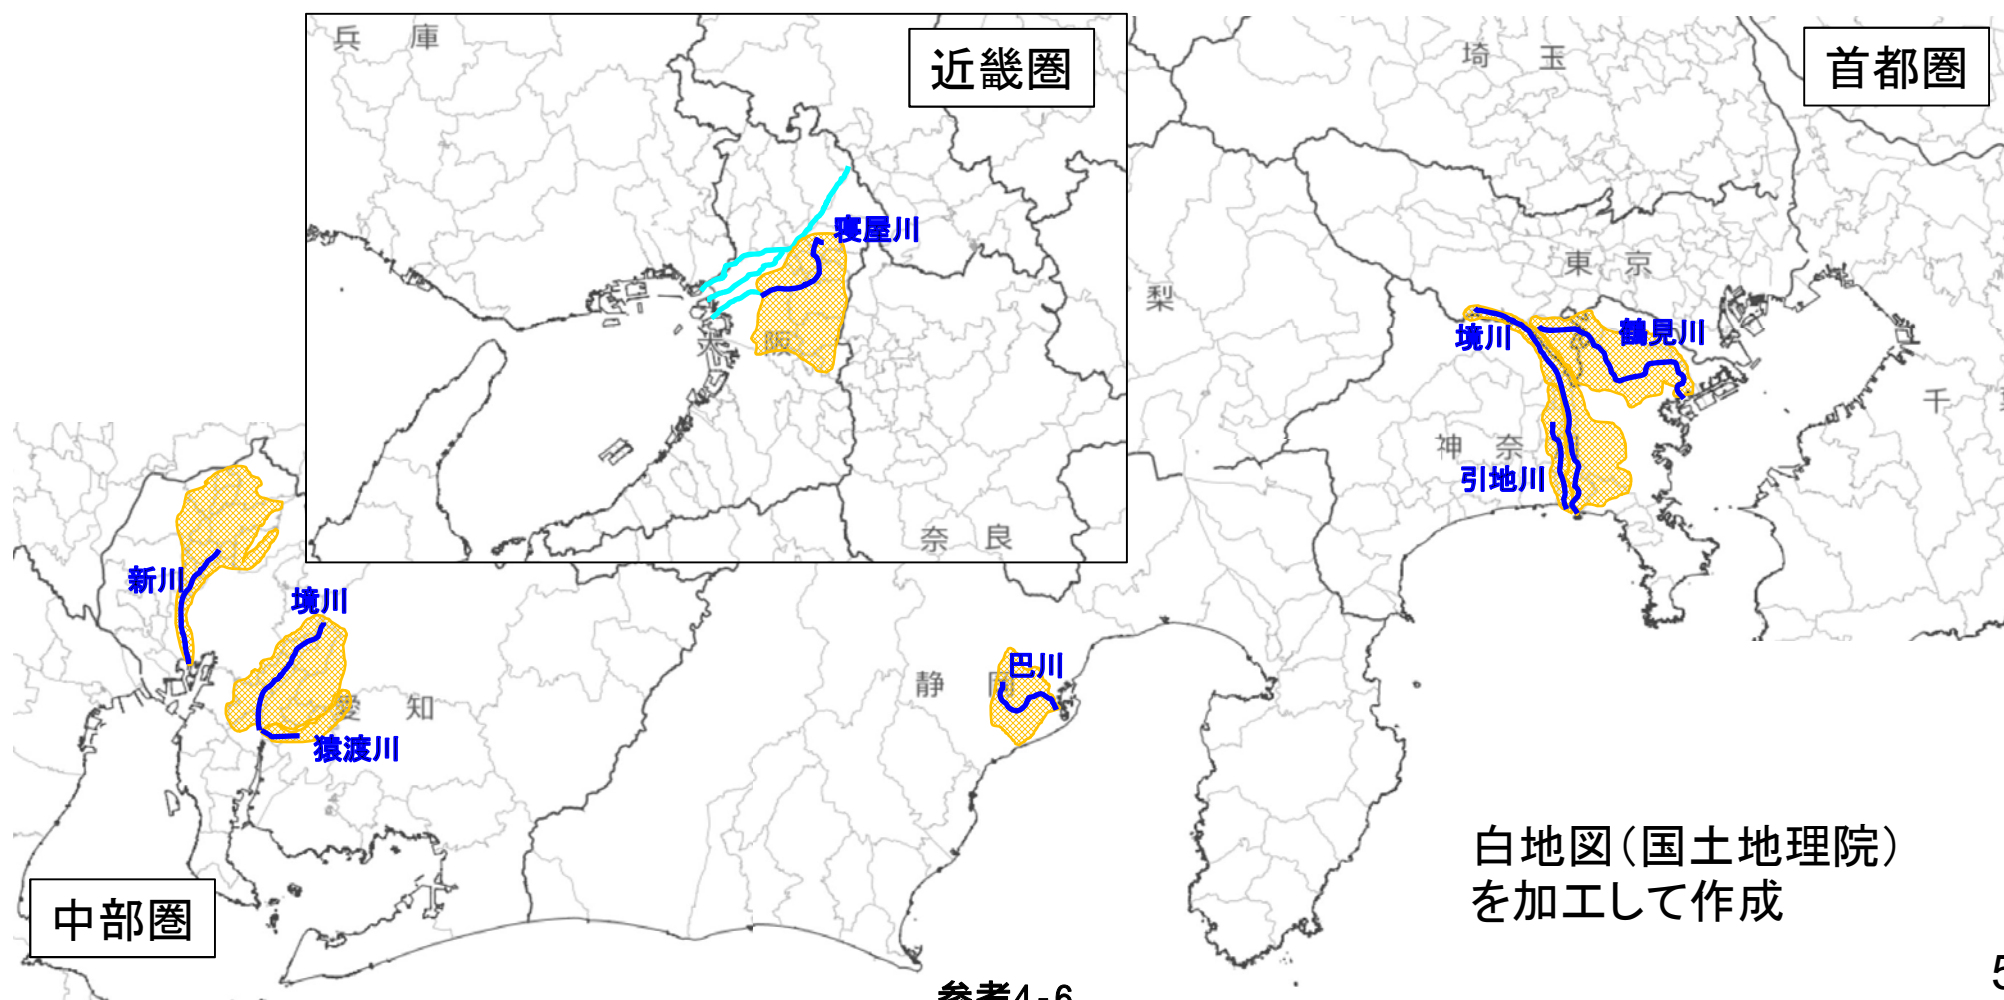 兵庫
近畿圏
埼玉
首都圏
寝屋川
東京
梨
境川
鶴見川
大阪
千
神奈
引地川
奈良
新川
境川
巴川
静岡
愛知
猿渡川
白地図(国土地理院)
を加工して作成
中部圏
5
参考4-6